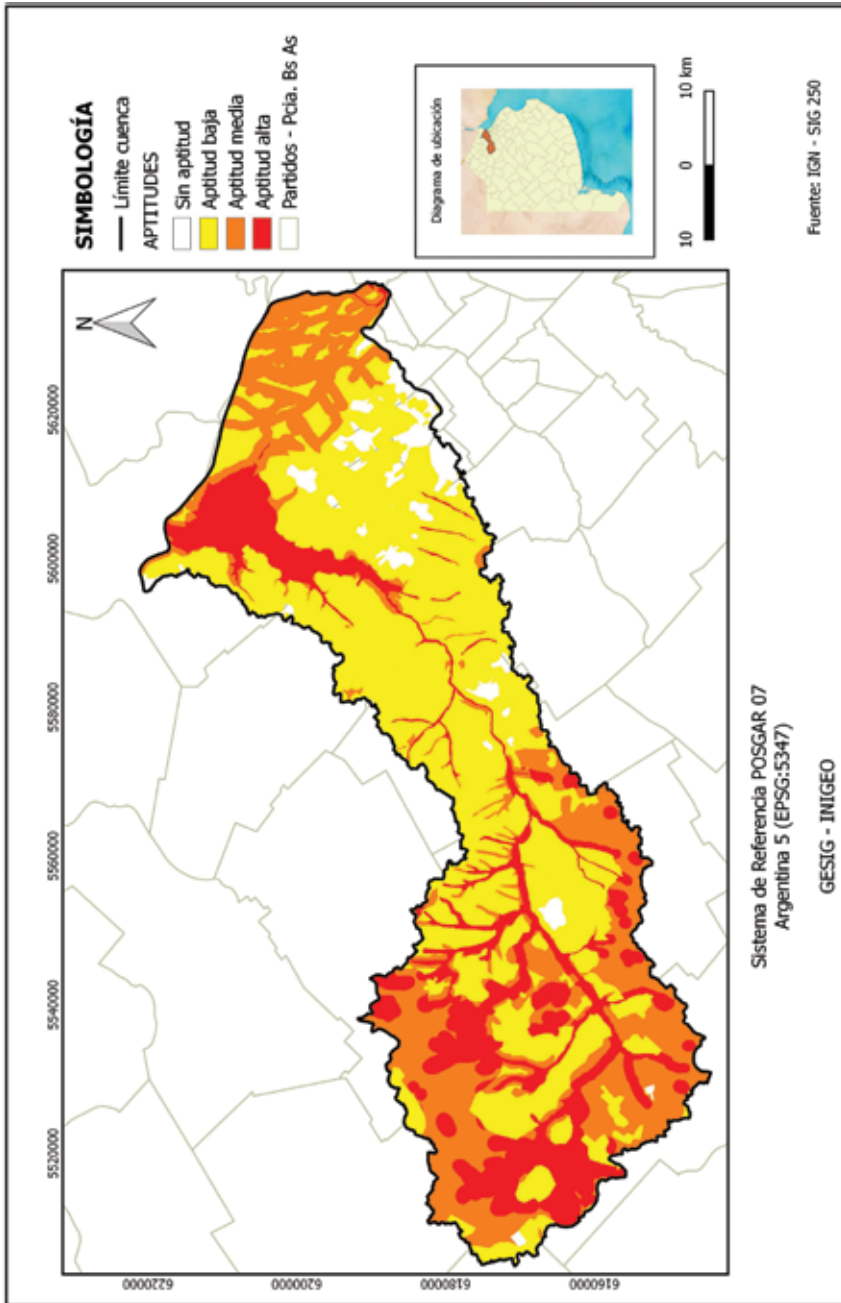 SIMBOLOGÍA
Límite cuenca
APTITUDES
Sin aptitud
Aptitud baja
Aptitud media
Aptitud alta
Partidos - Pcia. Bs As
Diagrama de ubicación
10 0 10 km
Fuente: IGN - SIG 250
N
5520000 5540000 5560000 5580000 5600000 5620000
6220000
6200000
6180000
6160000
Sistema de Referencia POSGAR 07
Argentina 5 (EPSG:5347)
GESIG - INIGEO